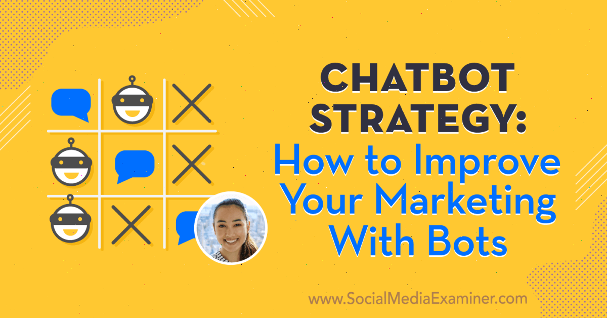 CHATBOT
STRATEGY:
How to Improve
Your Marketing
With Bots
www.SocialMediaExaminer.com